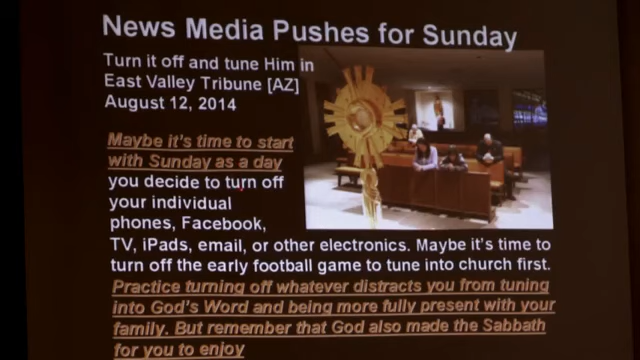 News Media Pushes for Sunday
Turn it off and tune Him in
East Valley Tribune [AZ]
August 12, 2014
Maybe it's time to start
with Sunday as a day
you decide to turn off
your individual
phones, Facebook,
TV, iPads, email, or other electronics. Maybe it's time to
turn off the early football game to tune into church first.
Practice turning off whatever distracts you from tuning
into God's Word and being more fully present with your
family. But remember that God also made the Sabbath
for you to enjoy